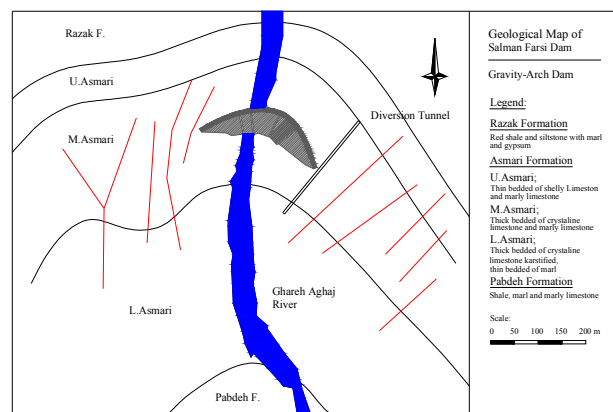 Razak F.
U.Asmari
M.Asmari
Diversion Tunnel
Ghareh Aghaj
River
L.Asmari
Pabdeh F.
Geological Map of
Salman Farsi Dam
Gravity-Arch Dam
Legend:
Razak Formation
Red shale and siltstone with marl
and gypsum
Asmari Formation
U.Asmari;
Thin bedded of shelly Limeston
and marly limestone
M.Asmari;
Thick bedded of crystaline
limestone and marly limestone
L.Asmari;
Thick bedded of crystaline
limestone karstified,
thin bedded of marl
Pabdeh Formation
Shale, marl and marly limestone
Scale:
0 50 100 150 200 m